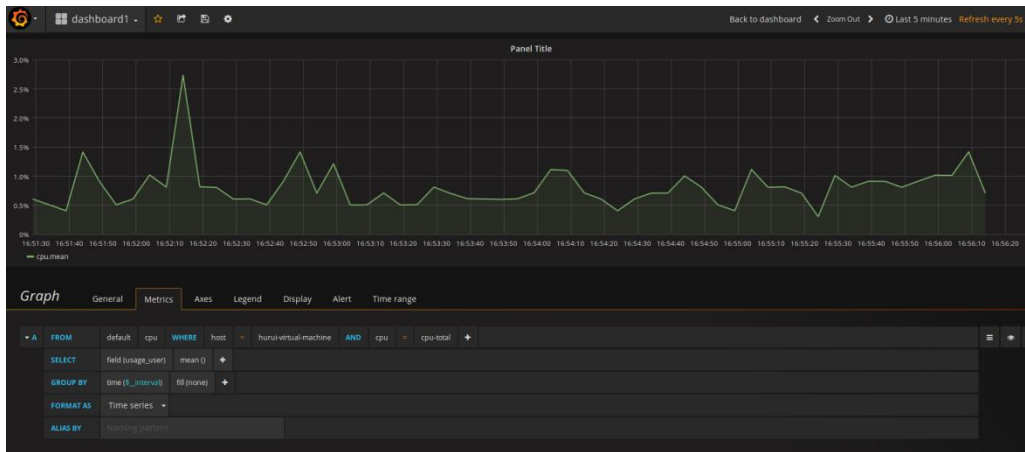 dashboard1
Back to dashboard Zoom Out Last 5 minutes Refresh every 5s
Panel Title
3.0%
2.5%
2.0%
1.5%
1.0%
0.5%
0%
16:51:30 16:51:40 16:51:50 16:52:00 16:52:10 16:52:20 16:52:30 16:52:40 16:52:50 16:53:00 16:53:10 16:53:20 16:53:30 16:53:40 16:53:50 16:54:00 16:54:10 16:54:20 16:54:30 16:54:40 16:54:50 16:55:00 16:55:10 16:55:20 16:55:30 16:55:40 16:55:50 16:56:00 16:56:10 16:56:20
cpu.mean
Graph General Metrics Axes Legend Display Alert Time range
A FROM default cpu WHERE host = hurui-virtual-machine AND cpu = cpu-total +
SELECT field (usage_user) mean () +
GROUP BY time ($__interval) fill (none) +
FORMAT AS Time series
ALIAS BY Naming pattern